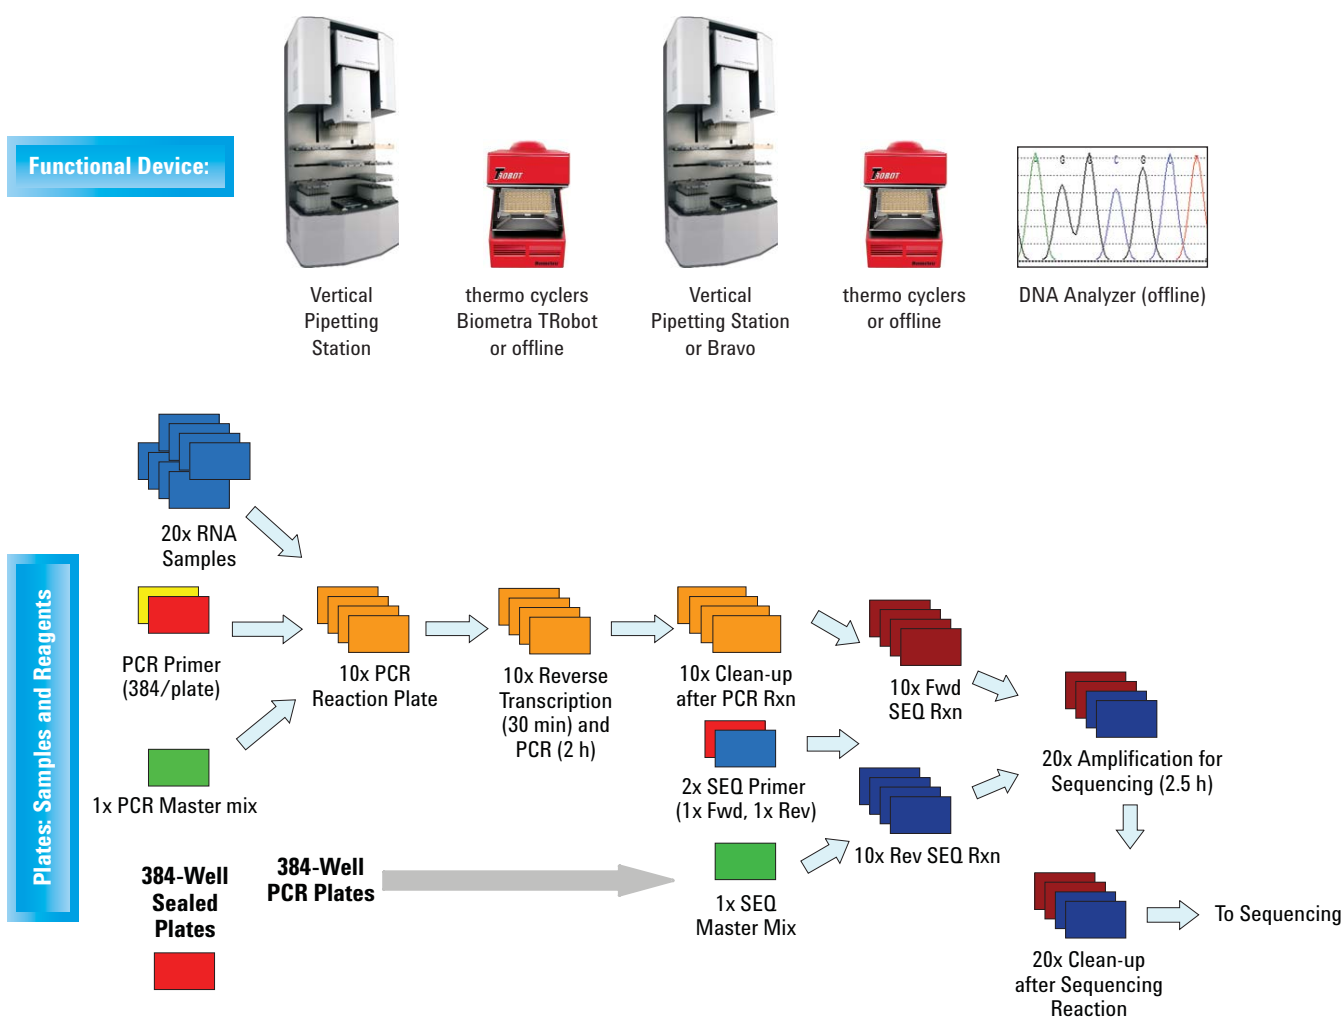 Functional Device:
TROBOT
Biometra
TROBOT
Biometra
A G G C G C T
Vertical
Pipetting
Station
thermo cyclers
Biometra TRobot
or offline
Vertical
Pipetting Station
or Bravo
thermo cyclers
or offline
DNA Analyzer (offline)
Plates: Samples and Reagents
20x RNA
Samples
PCR Primer
(384/plate)
1x PCR Master mix
10x PCR
Reaction Plate
10x Reverse
Transcription
(30 min) and
PCR (2 h)
10x Clean-up
after PCR Rxn
2x SEQ Primer
(1x Fwd, 1x Rev)
1x SEQ
Master Mix
10x Fwd
SEQ Rxn
10x Rev SEQ Rxn
20x Amplification for
Sequencing (2.5 h)
20x Clean-up
after Sequencing
Reaction
To Sequencing
384-Well
Sealed
Plates
384-Well
PCR Plates